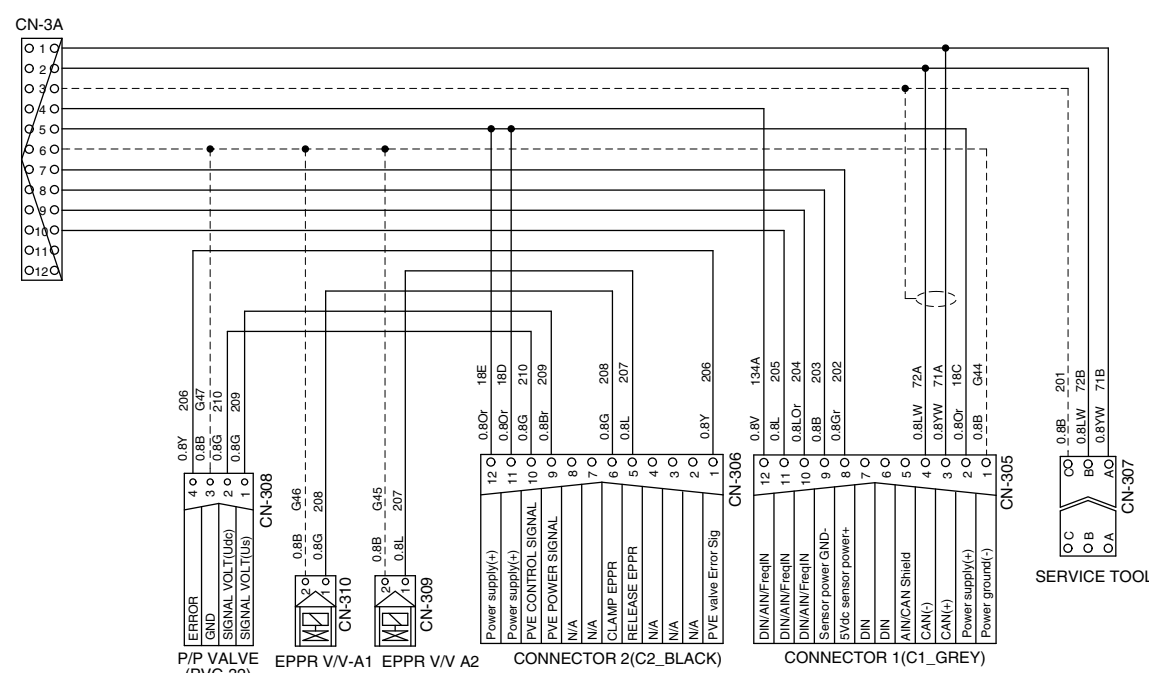 CN-3A
1
2
3
4
5
6
7
8
9
10
11
12
206 0.8Y
G47 0.8B
210 0.8G
209 0.8G
G46 0.8B
208 0.8G
G45 0.8B
207 0.8L
18E 0.8Or
18D 0.8Or
210 0.8G
209 0.8Br
208 0.8G
207 0.8L
206 0.8Y
134A 0.8V
205 0.8L
204 0.8LOr
203 0.8B
202 0.8Gr
72A 0.8LW
71A 0.8YW
18C 0.8Or
G44 0.8B
201 0.8B
72B 0.8LW
71B 0.8YW
CN-308
4 ERROR
3 GND
2 SIGNAL VOLT(Udc)
1 SIGNAL VOLT(Us)
P/P VALVE
CN-310
2
1
EPPR V/V-A1
CN-309
2
1
EPPR V/V A2
CN-306
12 Power supply(+)
11 Power supply(+)
10 PVE CONTROL SIGNAL
9 PVE POWER SIGNAL
8 N/A
7 N/A
6 CLAMP EPPR
5 RELEASE EPPR
4 N/A
3 N/A
2 N/A
1 PVE valve Error Sig
CONNECTOR 2(C2_BLACK)
CN-305
12 DIN/AIN/FreqIN
11 DIN/AIN/FreqIN
10 DIN/AIN/FreqIN
9 Sensor power GND-
8 5Vdc sensor power+
7 DIN
6 DIN
5 AIN/CAN Shield
4 CAN(-)
3 CAN(+)
2 Power supply(+)
1 Power ground(-)
CONNECTOR 1(C1_GREY)
CN-307
C B A
C B A
SERVICE TOOL